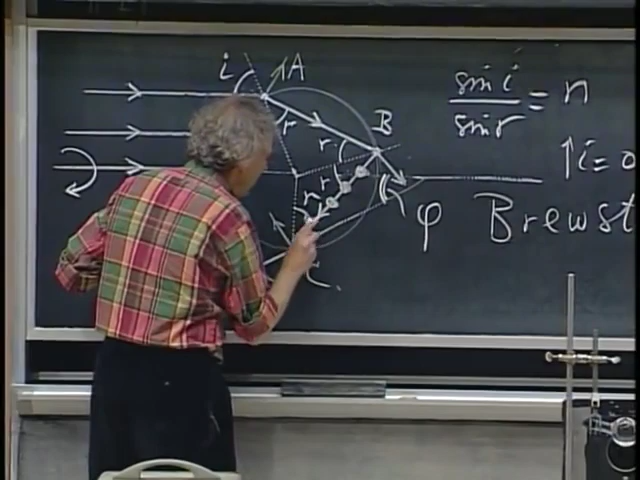 i A
r
r B
r
r
C
φ
sin i / sin r = n
↑ i = 0
Brewst